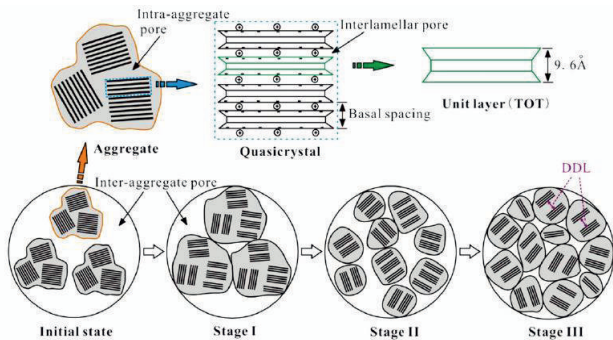 Intra-aggregate
pore
Interlamellar pore
9.6Å
Basal spacing
Unit layer (TOT)
Aggregate
Quasicrystal
Inter-aggregate pore
DDL
Initial state
Stage I
Stage II
Stage III